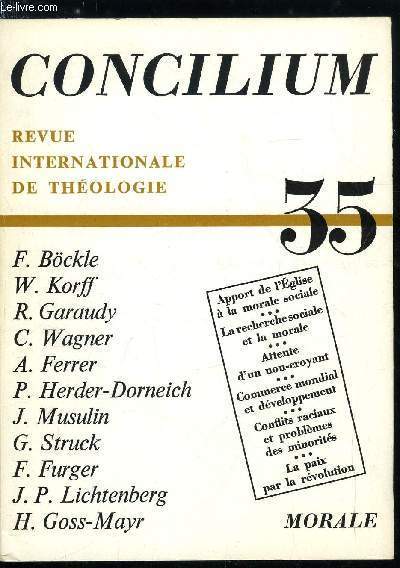 CONCILIUM
REVUE
INTERNATIONALE
DE THÉOLOGIE
35
F. Böckle
W. Korff
R. Garaudy
C. Wagner
A. Ferrer
P. Herder-Dorneich
J. Musulin
G. Struck
F. Furger
J. P. Lichtenberg
H. Goss-Mayr
Apport de l'Église
à la morale sociale
•••
La recherche sociale
et la morale
•••
Attente
d'un non-croyant
•••
Commerce mondial
et développement
•••
Conflits raciaux
et problèmes
des minorités
•••
La paix
par la révolution
MORALE